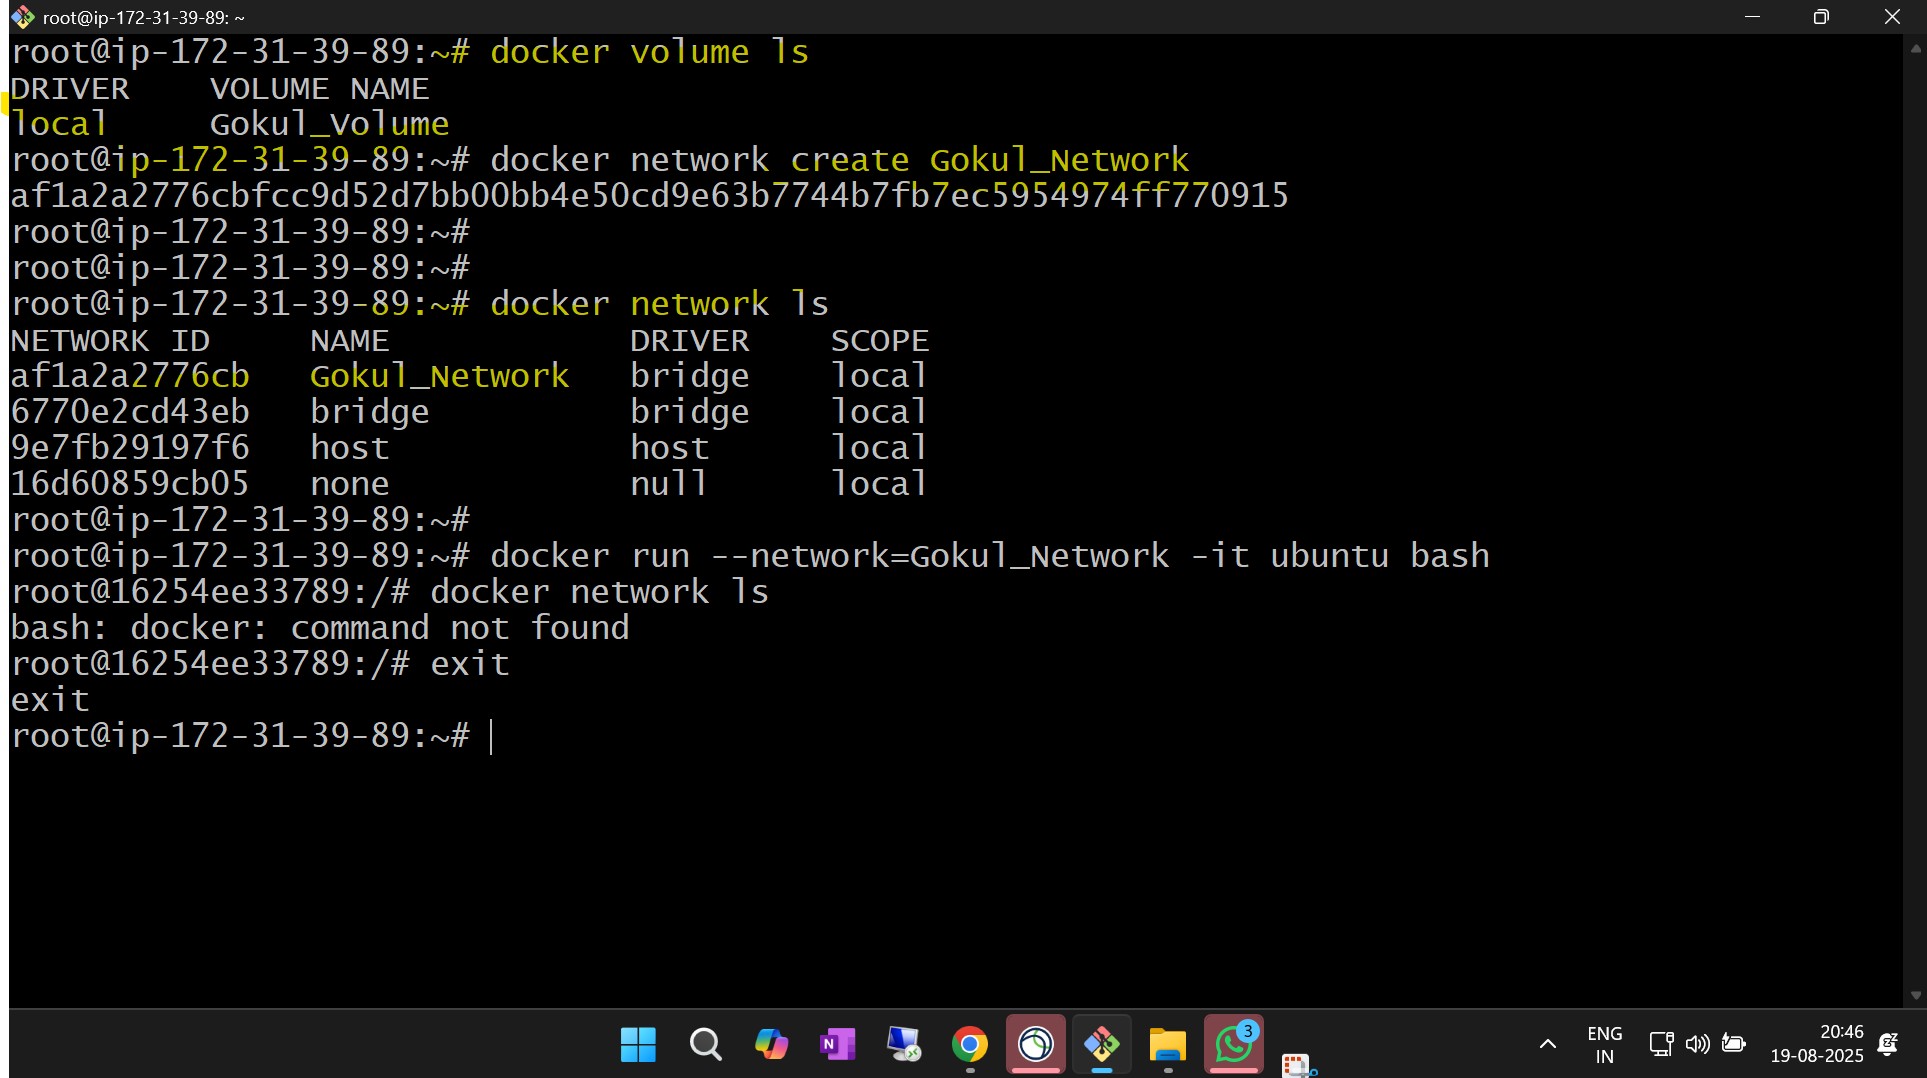 root@ip-172-31-39-89: ~
root@ip-172-31-39-89:~# docker volume ls
DRIVER    VOLUME NAME
local     Gokul_Volume
root@ip-172-31-39-89:~# docker network create Gokul_Network
af1a2a2776cbfcc9d52d7bb00bb4e50cd9e63b7744b7fb7ec5954974ff770915
root@ip-172-31-39-89:~#
root@ip-172-31-39-89:~#
root@ip-172-31-39-89:~# docker network ls
NETWORK ID     NAME            DRIVER    SCOPE
af1a2a2776cb   Gokul_Network   bridge    local
6770e2cd43eb   bridge          bridge    local
9e7fb29197f6   host            host      local
16d60859cb05   none            null      local
root@ip-172-31-39-89:~#
root@ip-172-31-39-89:~# docker run --network=Gokul_Network -it ubuntu bash
root@16254ee33789:/# docker network ls
bash: docker: command not found
root@16254ee33789:/# exit
exit
root@ip-172-31-39-89:~#
N
3
ENG
IN
20:46
19-08-2025